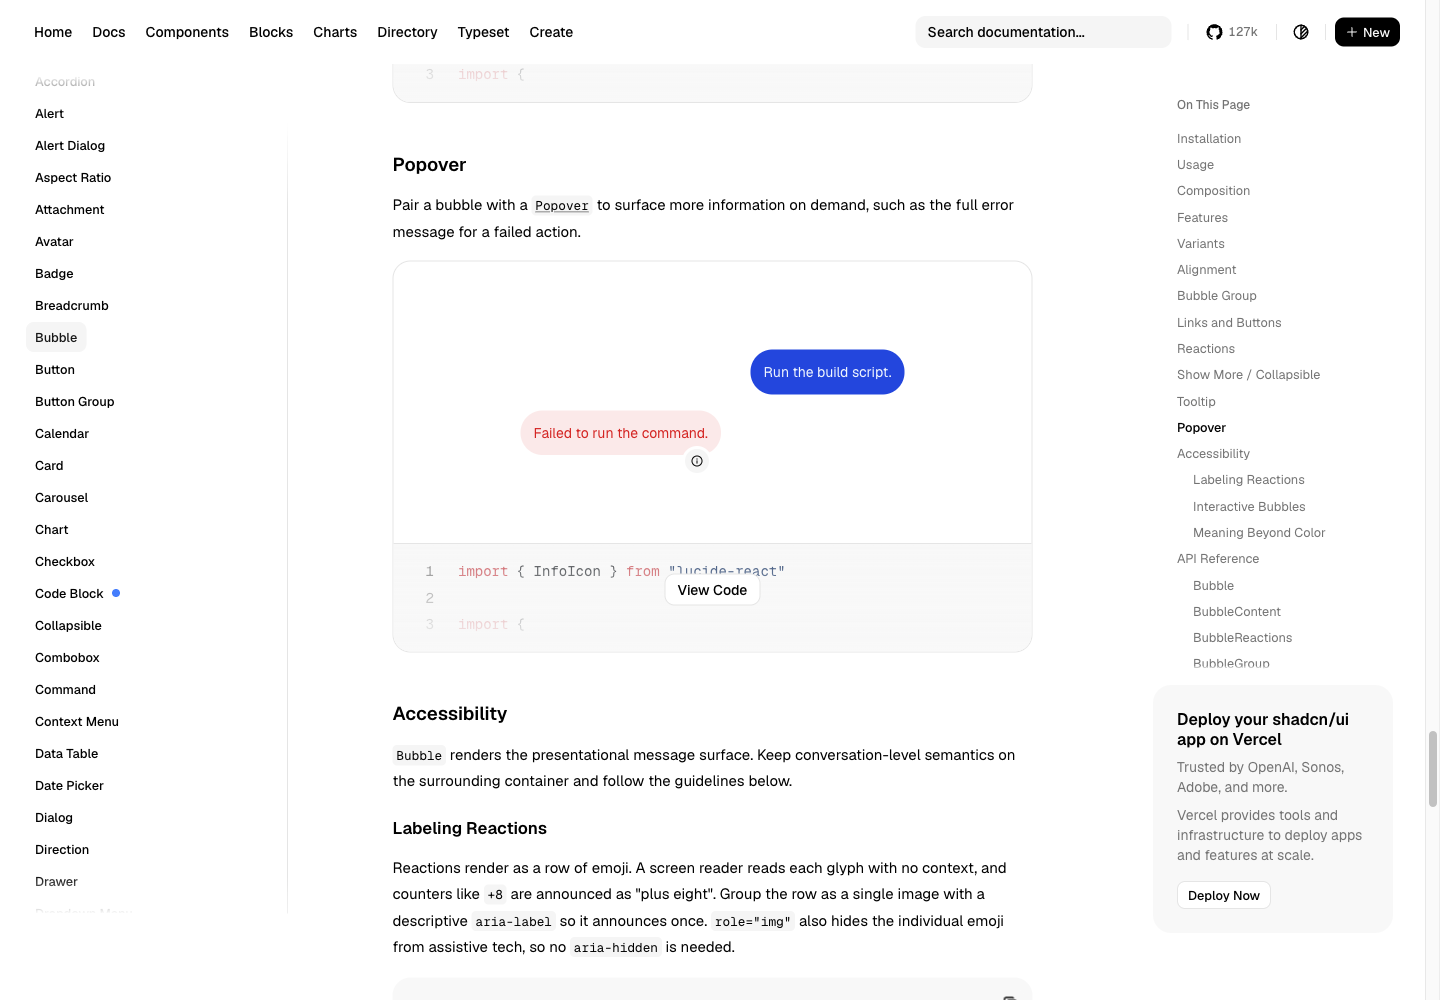 Home Docs Components Blocks Charts Directory Typeset Create
Search documentation...
127k
New
Accordion
Alert
Alert Dialog
Aspect Ratio
Attachment
Avatar
Badge
Breadcrumb
Bubble
Button
Button Group
Calendar
Card
Carousel
Chart
Checkbox
Code Block
Collapsible
Combobox
Command
Context Menu
Data Table
Date Picker
Dialog
Direction
Drawer
3 import {
Popover
Pair a bubble with a Popover to surface more information on demand, such as the full error
message for a failed action.
Run the build script.
Failed to run the command.
1 import { InfoIcon } from "lucide-react"
View Code
2
3 import {
Accessibility
Bubble renders the presentational message surface. Keep conversation-level semantics on
the surrounding container and follow the guidelines below.
Labeling Reactions
Reactions render as a row of emoji. A screen reader reads each glyph with no context, and
counters like +8 are announced as "plus eight". Group the row as a single image with a
descriptive aria-label so it announces once. role="img" also hides the individual emoji
from assistive tech, so no aria-hidden is needed.
On This Page
Installation
Usage
Composition
Features
Variants
Alignment
Bubble Group
Links and Buttons
Reactions
Show More / Collapsible
Tooltip
Popover
Accessibility
Labeling Reactions
Interactive Bubbles
Meaning Beyond Color
API Reference
Bubble
BubbleContent
BubbleReactions
BubbleGroup
Deploy your shadcn/ui
app on Vercel
Trusted by OpenAI, Sonos,
Adobe, and more.
Vercel provides tools and
infrastructure to deploy apps
and features at scale.
Deploy Now